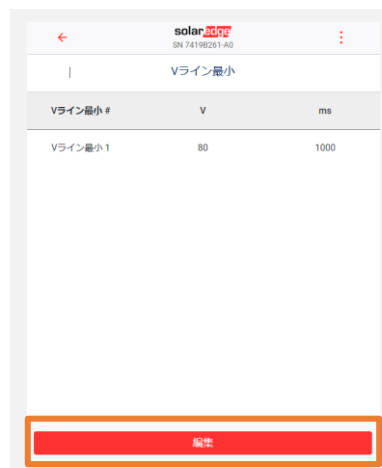 solaredge
SN 7419B261-A0
Vライン最小
Vライン最小 # V ms
Vライン最小 1 80 1000
編集